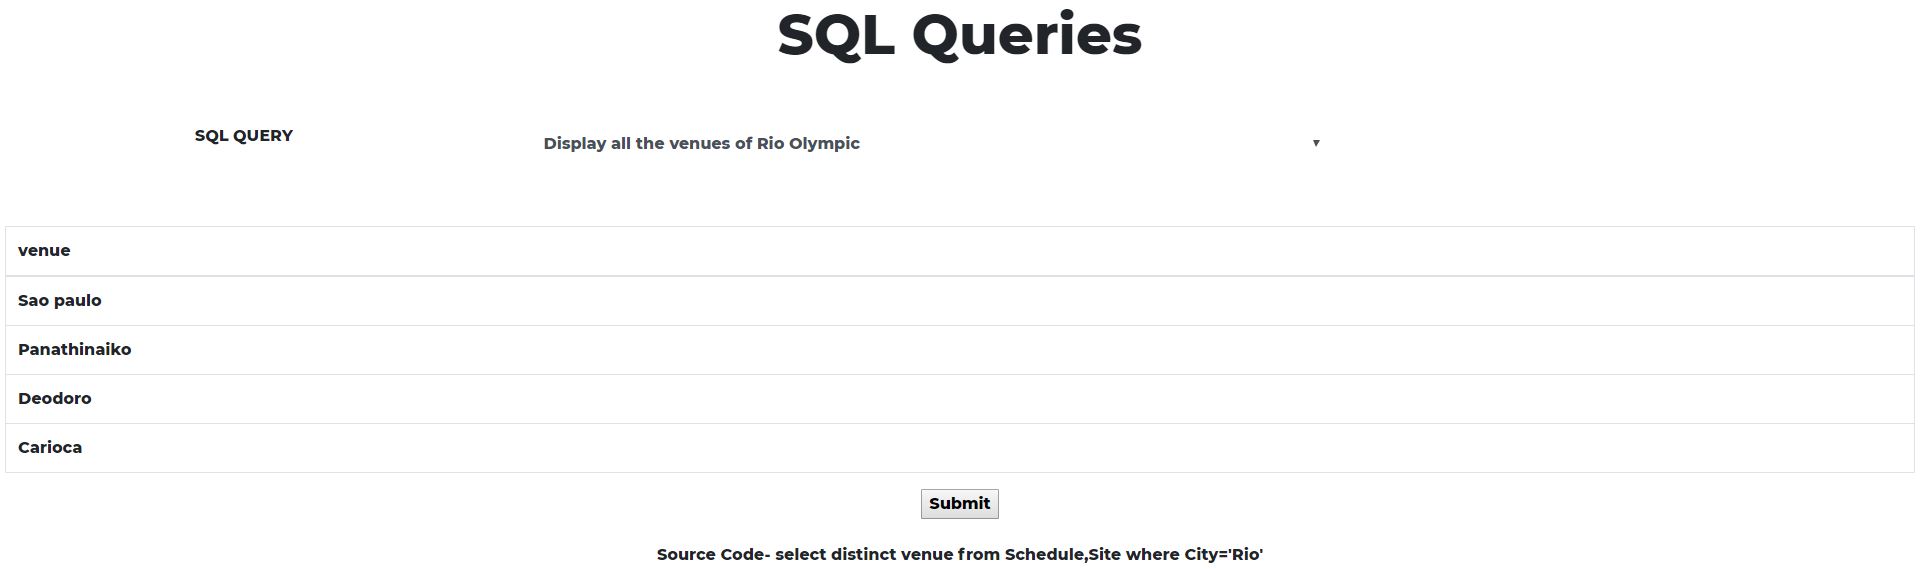 SQL Queries
SQL QUERY
Display all the venues of Rio Olympic
venue
Sao paulo
Panathinaiko
Deodoro
Carioca
Submit
Source Code- select distinct venue from Schedule,Site where City='Rio'